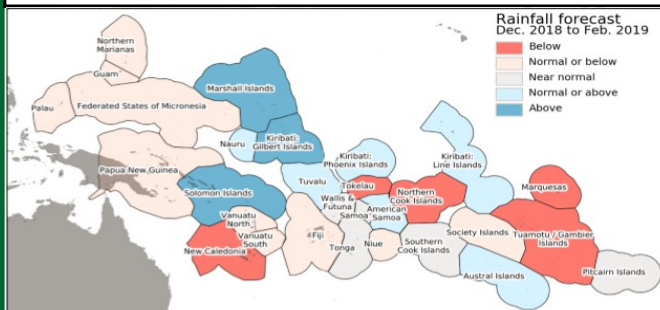 Rainfall forecast
Dec. 2018 to Feb. 2019
Below
Normal or below
Near normal
Normal or above
Above
Northern
Marianas
Guam
Palau
Federated States of Micronesia
Marshall Islands
Nauru
Kiribati:
Gilbert Islands
Papua New Guinea
Solomon Islands
Tuvalu
Kiribati:
Phoenix Islands
Kiribati:
Line Islands
Tokelau
Wallis &
Futuna
Samoa
American
Samoa
Northern
Cook Islands
Marquesas
Vanuatu
North
Vanuatu
South
New Caledonia
Fiji
Tonga
Niue
Southern
Cook Islands
Society Islands
Tuamotu / Gambier
Islands
Austral Islands
Pitcairn Islands